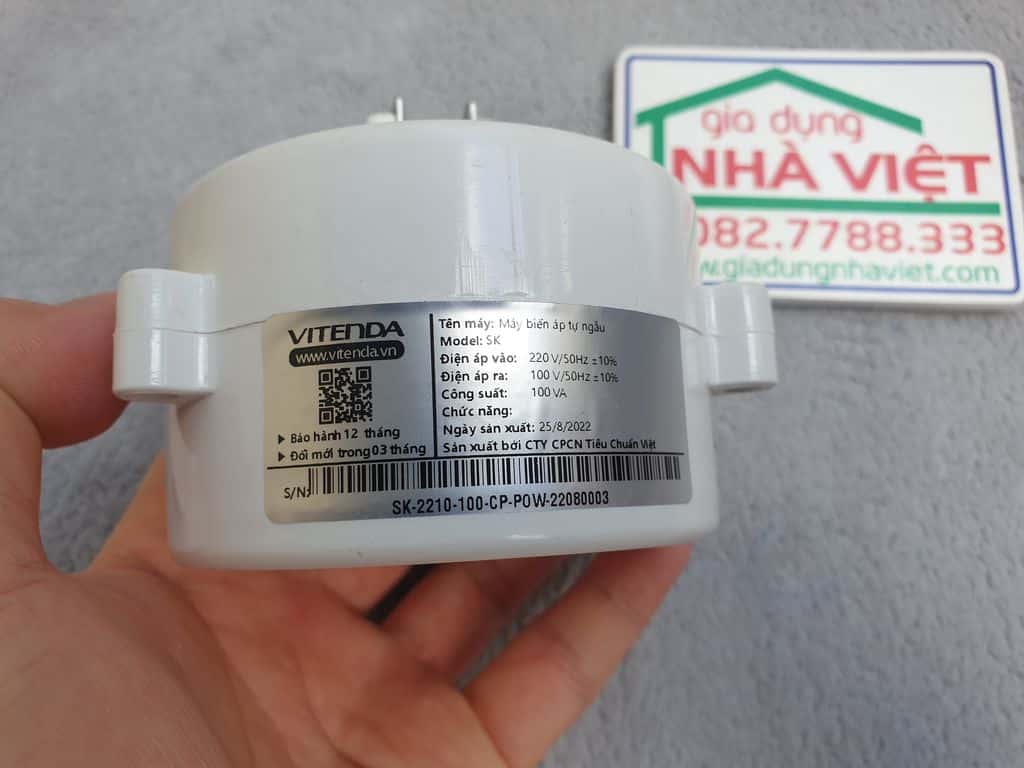 gia dụng
NHÀ VIỆT
082.7788.333
w.giadungnhaviet.com
VITENDA
www.vitenda.vn
Bảo hành 12 tháng
Đổi mới trong 03 tháng
Tên máy: Máy biến áp tự ngẫu
Model: SK
Điện áp vào: 220 V/50Hz ±10%
Điện áp ra: 100 V/50Hz ±10%
Công suất: 100 VA
Chức năng:
Ngày sản xuất: 25/8/2022
Sản xuất bởi CTY CPCN Tiêu Chuẩn Việt
S/N:
SK-2210-100-CP-POW-22080003